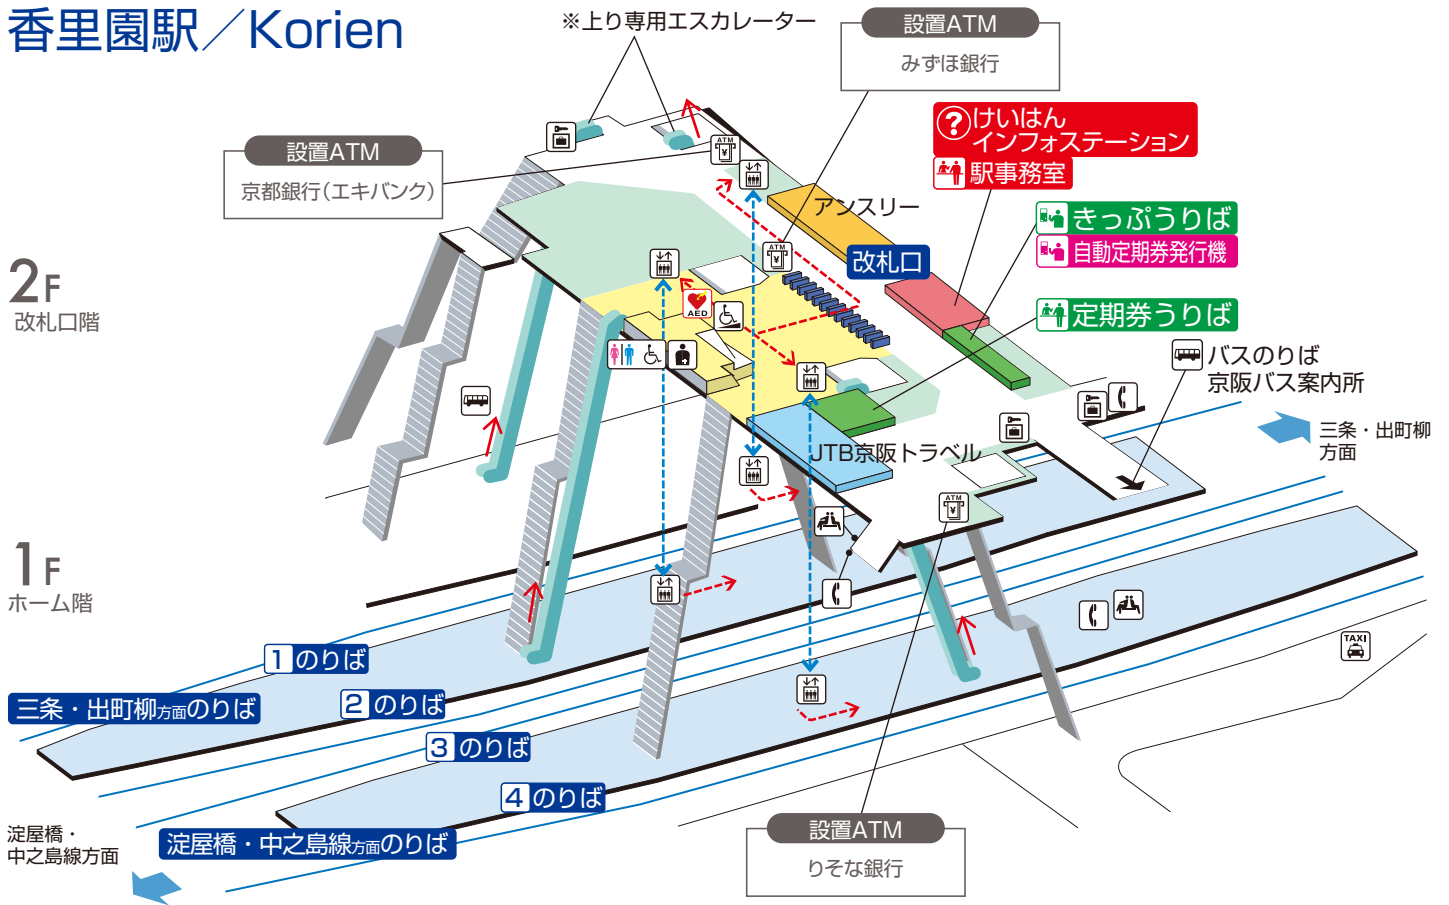 香里園駅／Korien
※上り専用エスカレーター
設置ATM
みずほ銀行
設置ATM
京都銀行（エキバンク）
ATM
?けいはん
インフォステーション
駅事務室
アンスリー
きっぷうりば
自動定期券発行機
改札口
ATM
定期券うりば
AED
2F
改札口階
バスのりば
京阪バス案内所
三条・出町柳
方面
JTB京阪トラベル
ATM
1F
ホーム階
TAXI
1 のりば
三条・出町柳方面のりば
2 のりば
3 のりば
4 のりば
淀屋橋・
中之島線方面
淀屋橋・中之島線方面のりば
設置ATM
りそな銀行